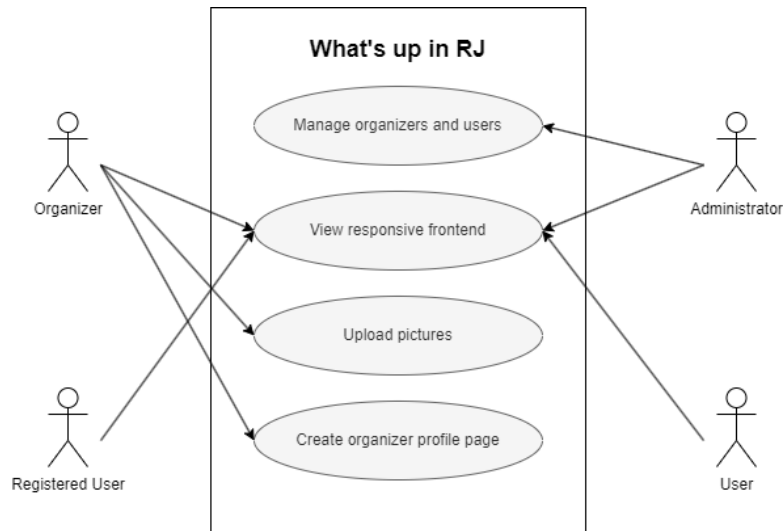 What's up in RJ
Manage organizers and users
Organizer
Administrator
View responsive frontend
Upload pictures
Create organizer profile page
Registered User
User